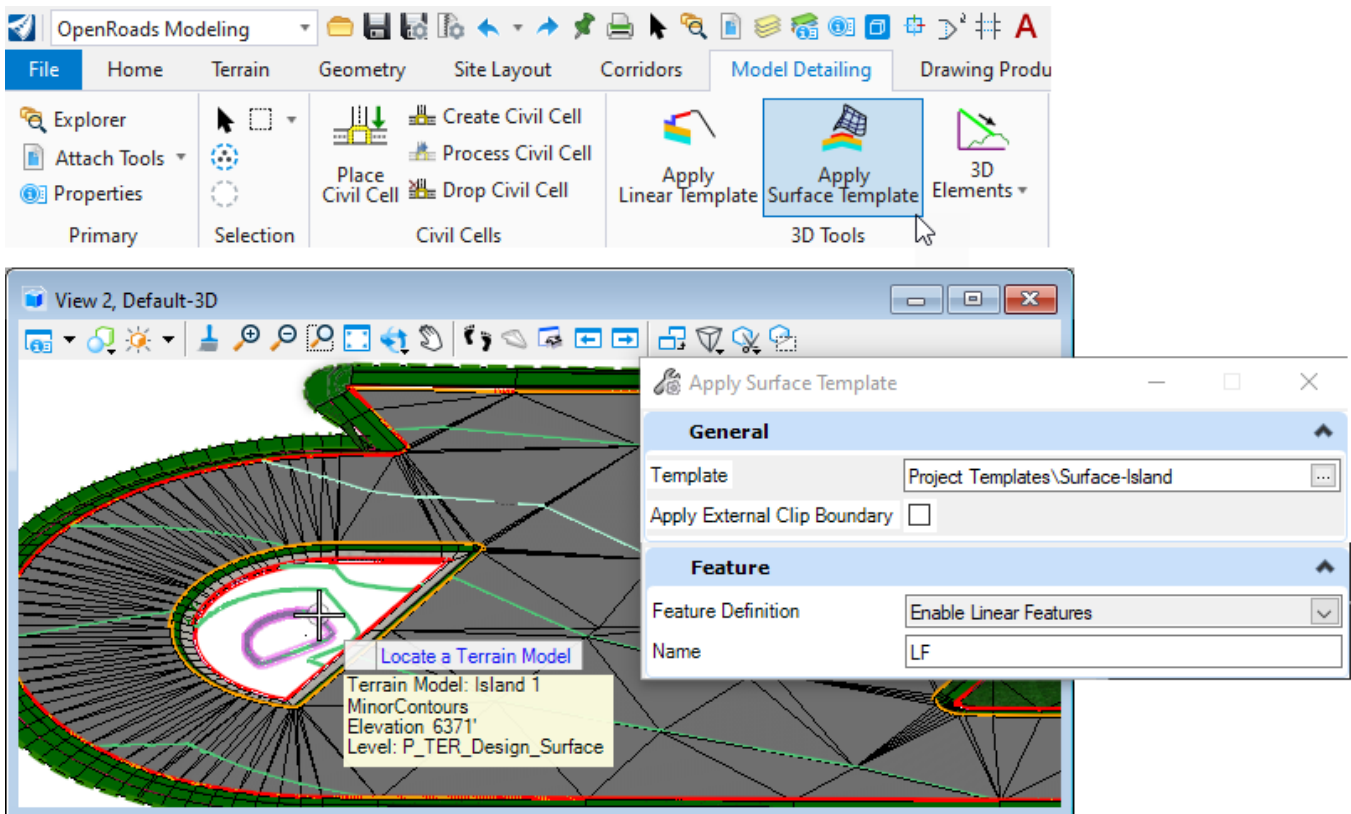 OpenRoads Modeling
A
File Home Terrain Geometry Site Layout Corridors Model Detailing Drawing Produ
Explorer
Attach Tools
Properties
Primary
Selection
Place
Civil Cell
Create Civil Cell
Process Civil Cell
Drop Civil Cell
Civil Cells
Apply
Linear Template
Apply
Surface Template
3D
Elements
3D Tools
View 2, Default-3D
Apply Surface Template
General
Template Project Templates\Surface-Island ...
Apply External Clip Boundary
Feature
Feature Definition Enable Linear Features
Name LF
Locate a Terrain Model
Terrain Model: Island 1
MinorContours
Elevation 6371'
Level: P_TER_Design_Surface